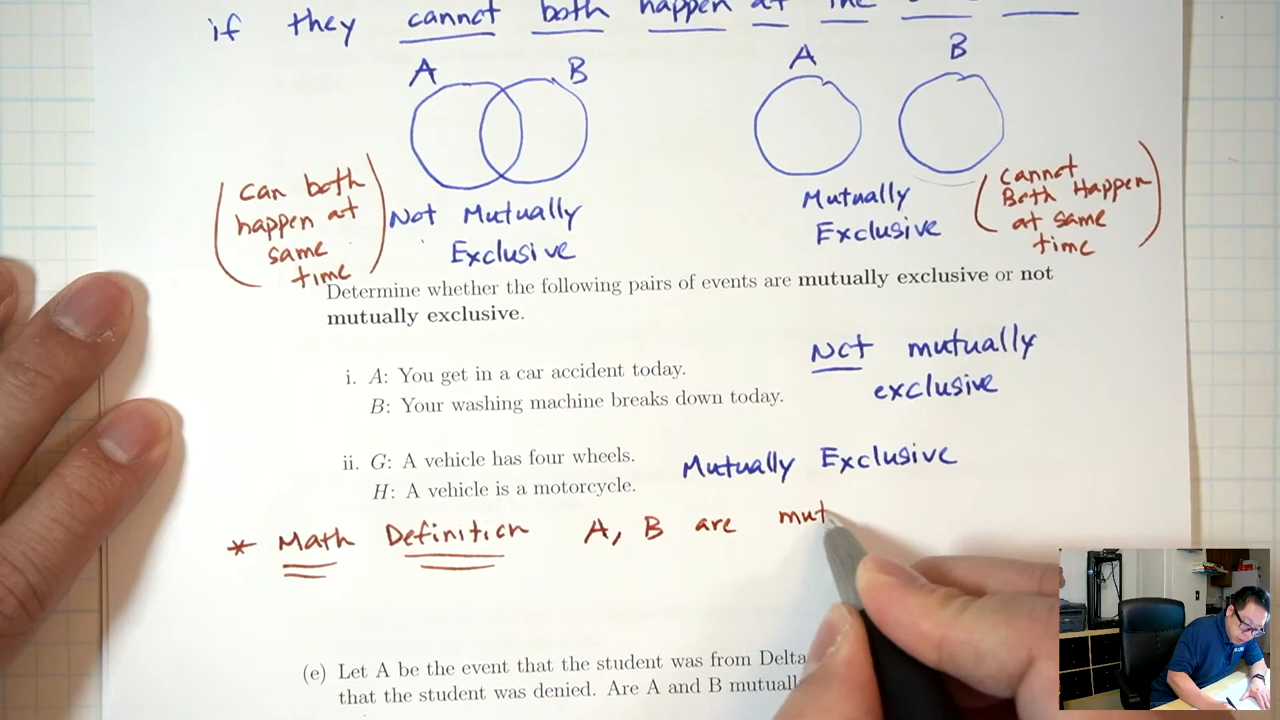 if they cannot both happen at the
A B A B
(can both happen at same time)
Not Mutually Exclusive
Mutually Exclusive
(cannot Both Happen at same time)
Determine whether the following pairs of events are mutually exclusive or not
mutually exclusive.
i. A: You get in a car accident today.
B: Your washing machine breaks down today.
Not mutually
exclusive
ii. G: A vehicle has four wheels.
H: A vehicle is a motorcycle.
Mutually Exclusive
* Math Definition A, B are mut
(e) Let A be the event that the student was from Delta
that the student was denied. Are A and B mutuall